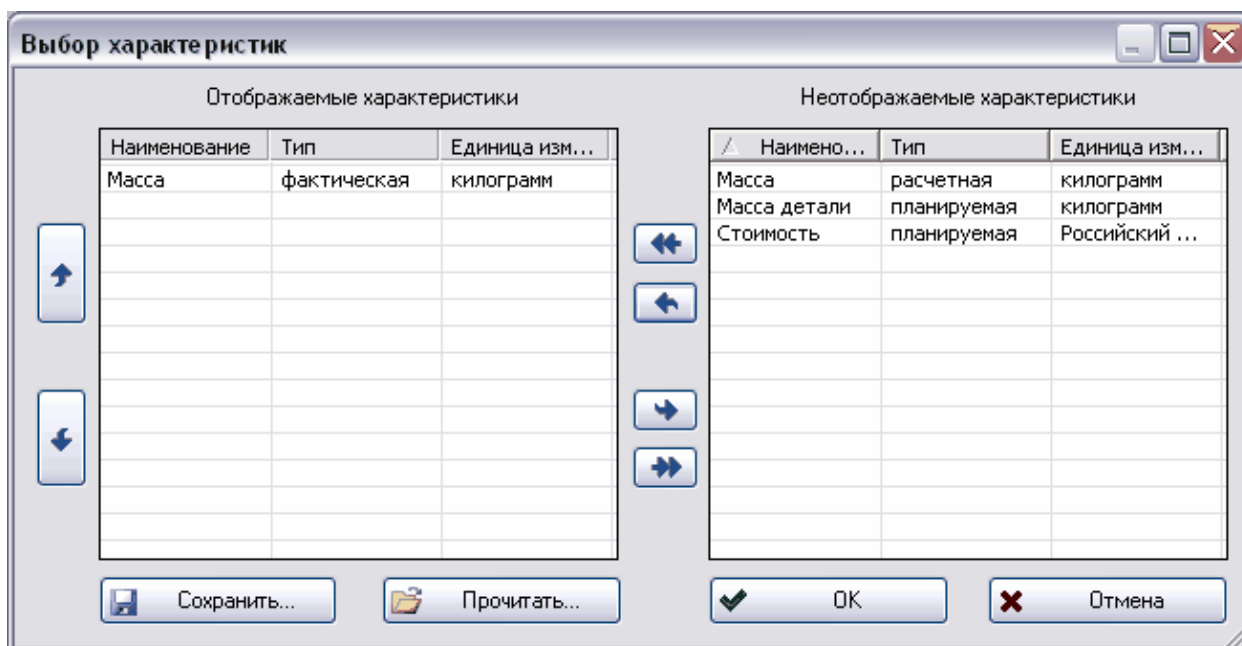 Выбор характеристик
Отображаемые характеристики Неотображаемые характеристики
Наименование Тип Единица изм... Наимено... Тип Единица изм...
Масса фактическая килограмм Масса расчетная килограмм
Масса детали планируемая килограмм
Стоимость планируемая Российский ...
Сохранить... Прочитать... OK Отмена